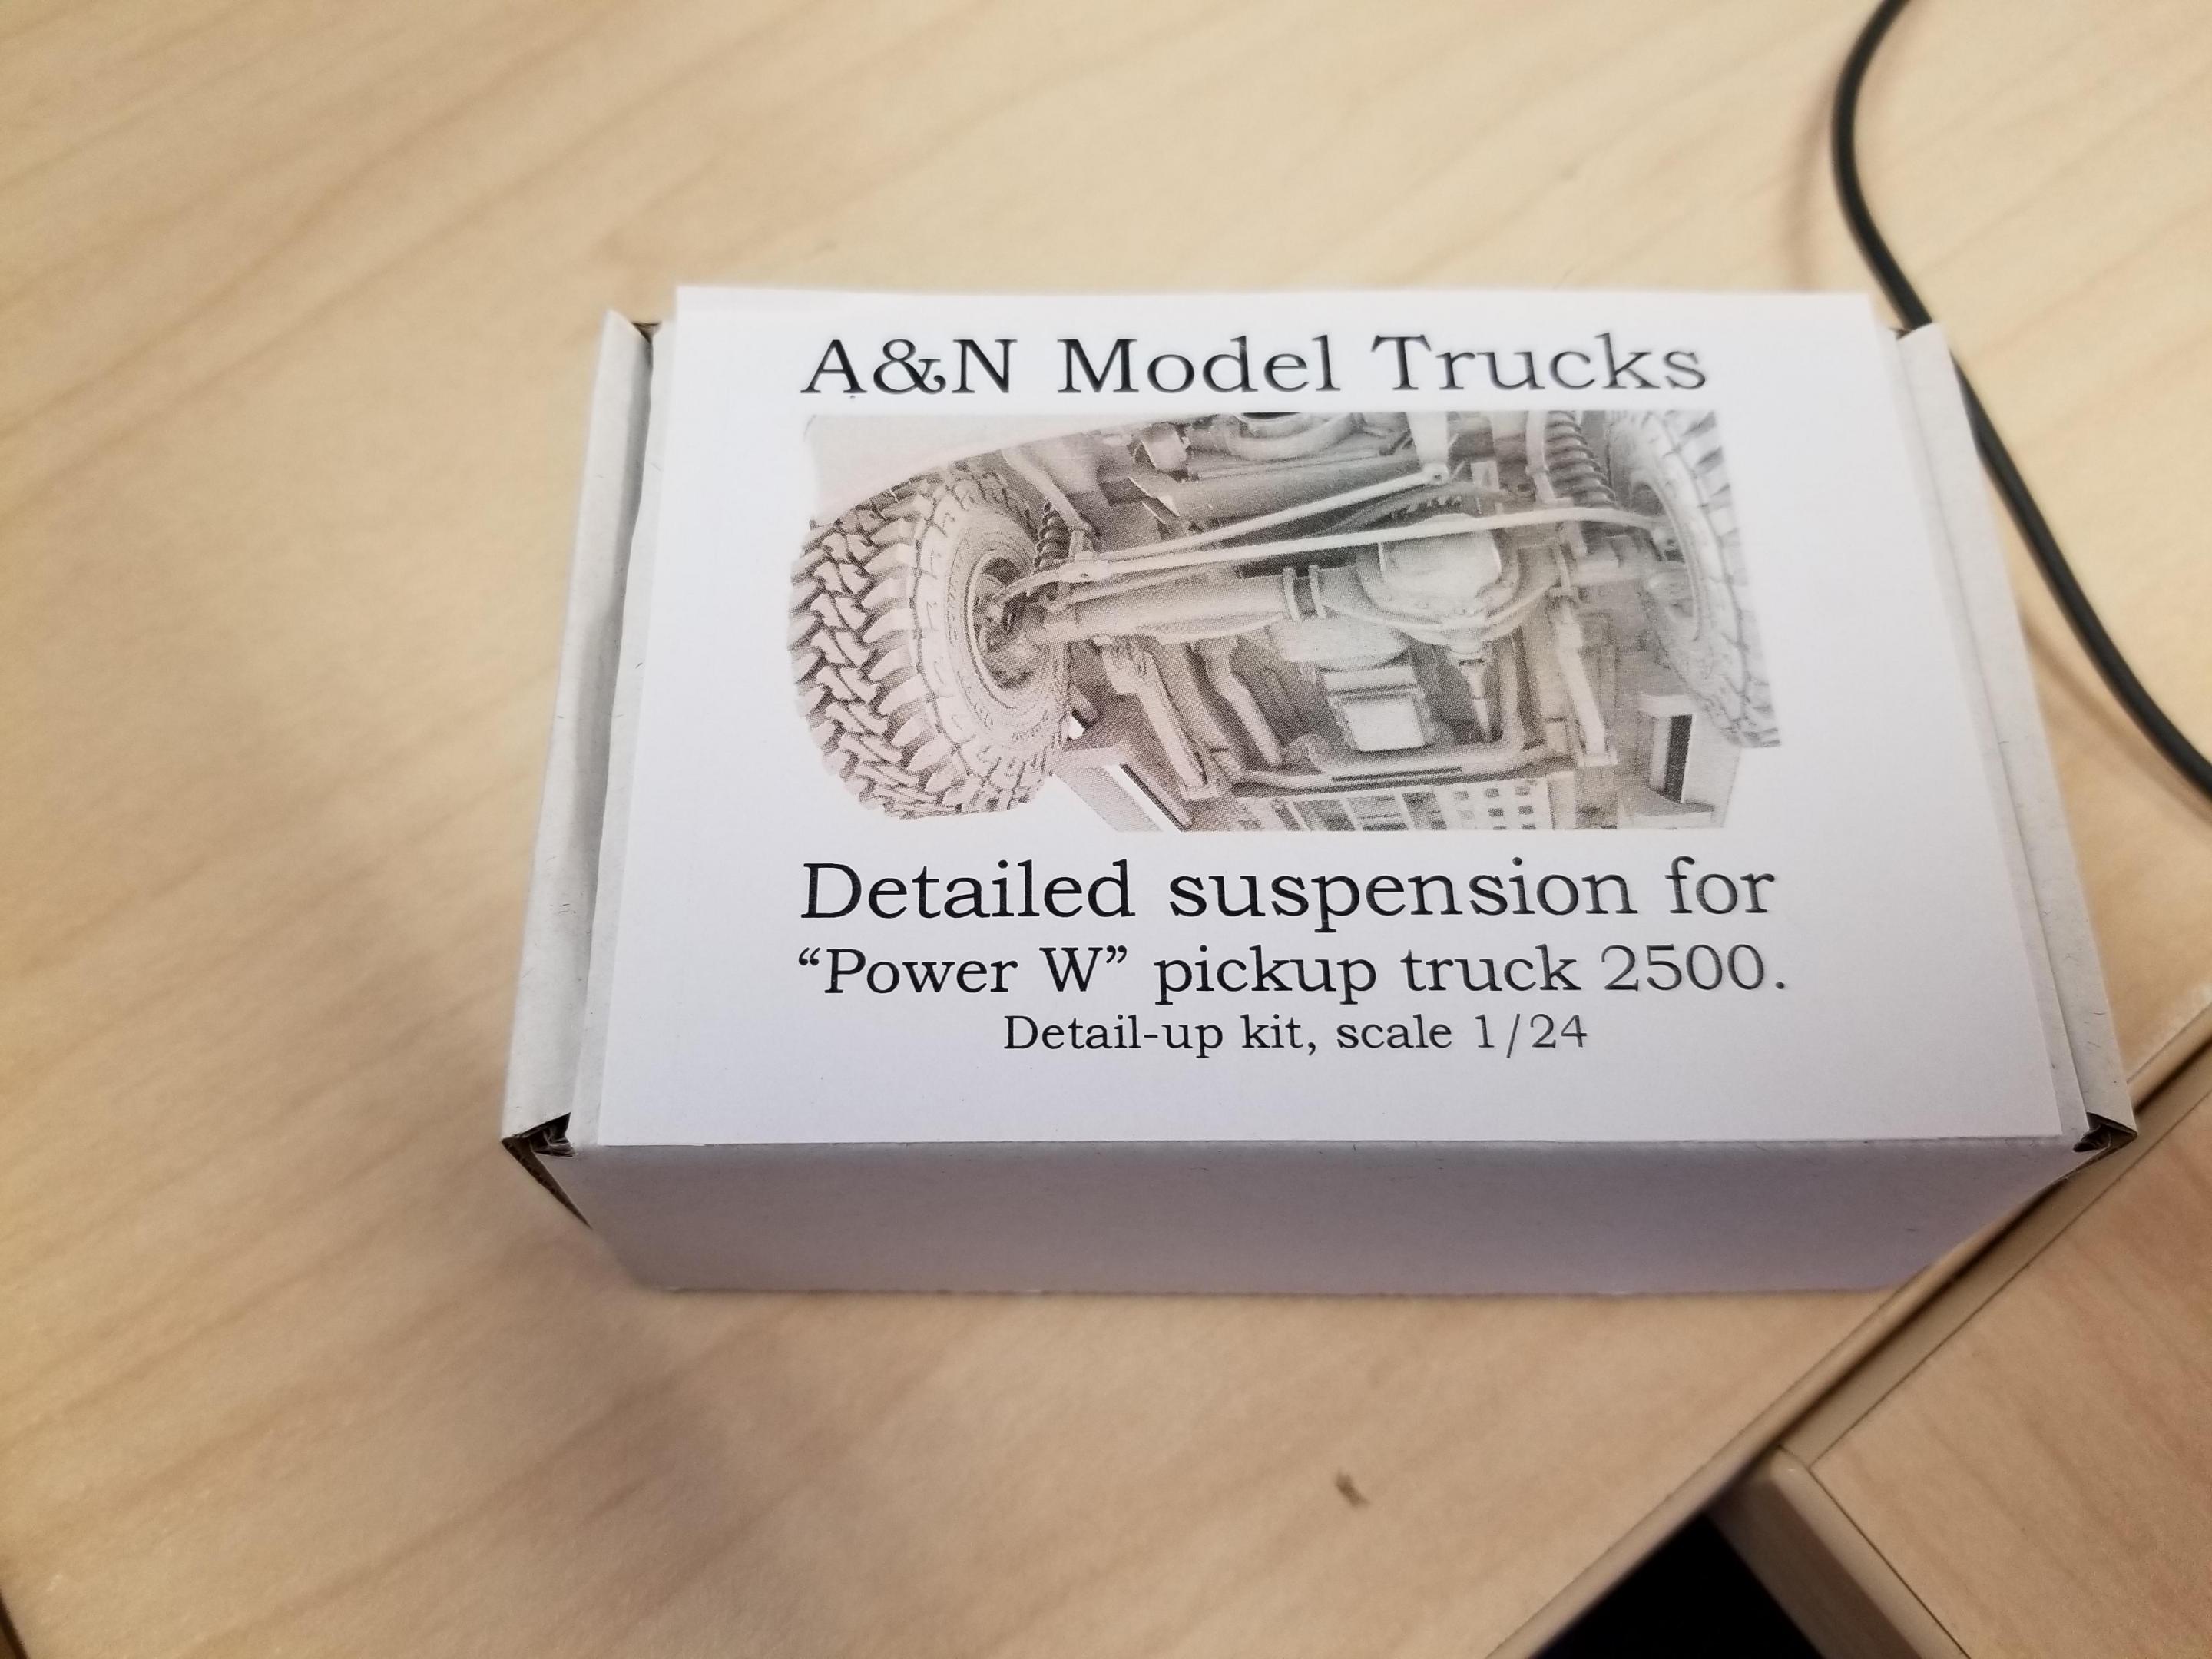 A&N Model Trucks
Detailed suspension for
“Power W” pickup truck 2500.
Detail-up kit, scale 1/24